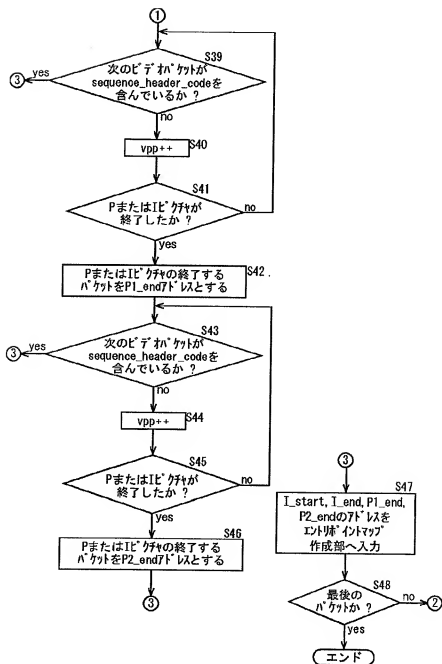 ①
S39
次のビデオパケットが
sequence_header_codeを
含んでいるか ?
yes
③
no
S40
vpp++
S41
PまたはIピクチャが
終了したか ?
no
yes
S42
PまたはIピクチャの終了する
パケットをP1_endアドレスとする
S43
次のビデオパケットが
sequence_header_codeを
含んでいるか ?
yes
③
no
S44
vpp++
S45
PまたはIピクチャが
終了したか ?
no
yes
S46
PまたはIピクチャの終了する
パケットをP2_endアドレスとする
③
③
S47
I_start, I_end, P1_end,
P2_endのアドレスを
エントリポイントマップ
作成部へ入力
S48
最後の
パケットか ?
no
②
yes
エンド